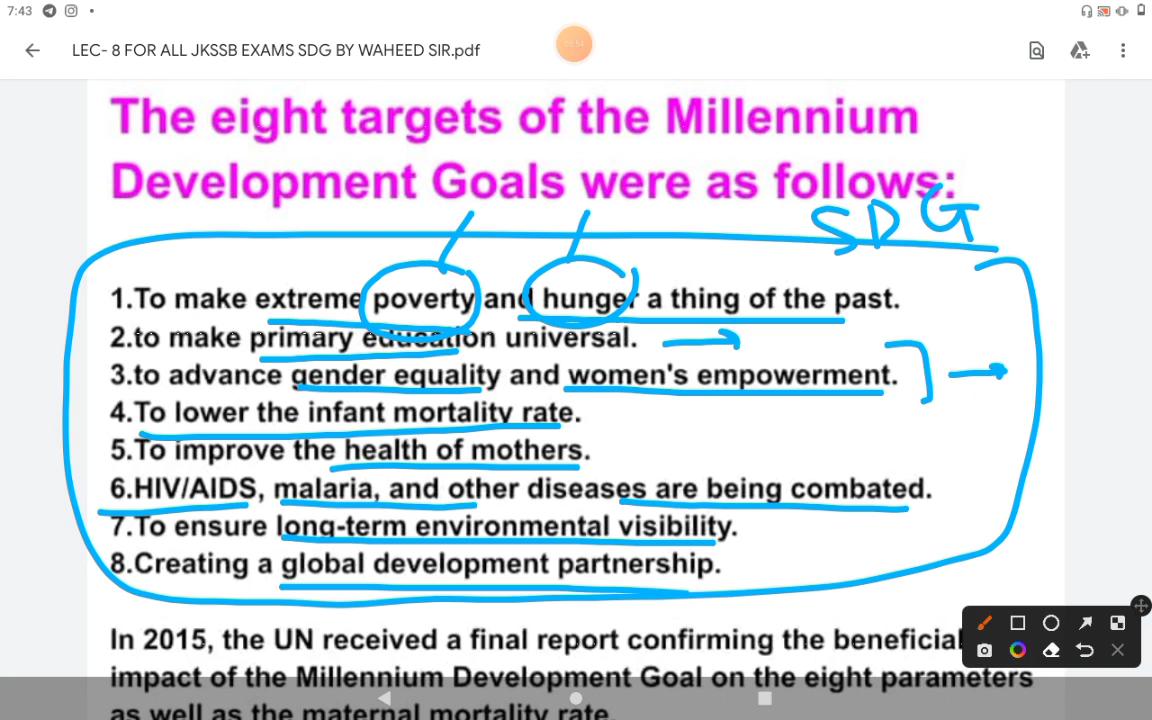 7:43
LEC- 8 FOR ALL JKSSB EXAMS SDG BY WAHEED SIR.pdf
The eight targets of the Millennium
Development Goals were as follows:
SDG
1.To make extreme poverty and hunger a thing of the past.
2.to make primary education universal.
3.to advance gender equality and women's empowerment.
4.To lower the infant mortality rate.
5.To improve the health of mothers.
6.HIV/AIDS, malaria, and other diseases are being combated.
7.To ensure long-term environmental visibility.
8.Creating a global development partnership.
In 2015, the UN received a final report confirming the beneficial
impact of the Millennium Development Goal on the eight parameters
as well as the maternal mortality rate.